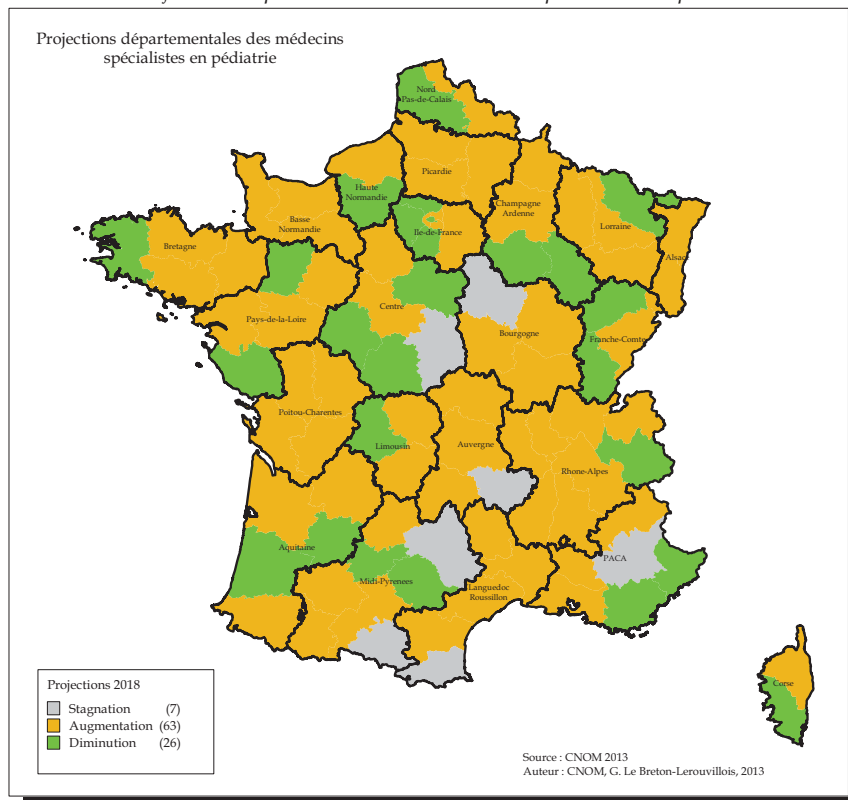 Projections départementales des médecins
spécialistes en pédiatrie
Nord
Pas-de-Calais
Picardie
Haute
Normandie
Basse
Normandie
Champagne
Ardenne
Ile-de-France
Lorraine
Alsace
Bretagne
Centre
Pays-de-la-Loire
Bourgogne
Franche-Comte
Poitou-Charentes
Limousin
Auvergne
Rhone-Alpes
Aquitaine
Midi-Pyrenees
Languedoc
Roussillon
PACA
Corse
Projections 2018
Stagnation (7)
Augmentation (63)
Diminution (26)
Source : CNOM 2013
Auteur : CNOM, G. Le Breton-Lerouvillois, 2013